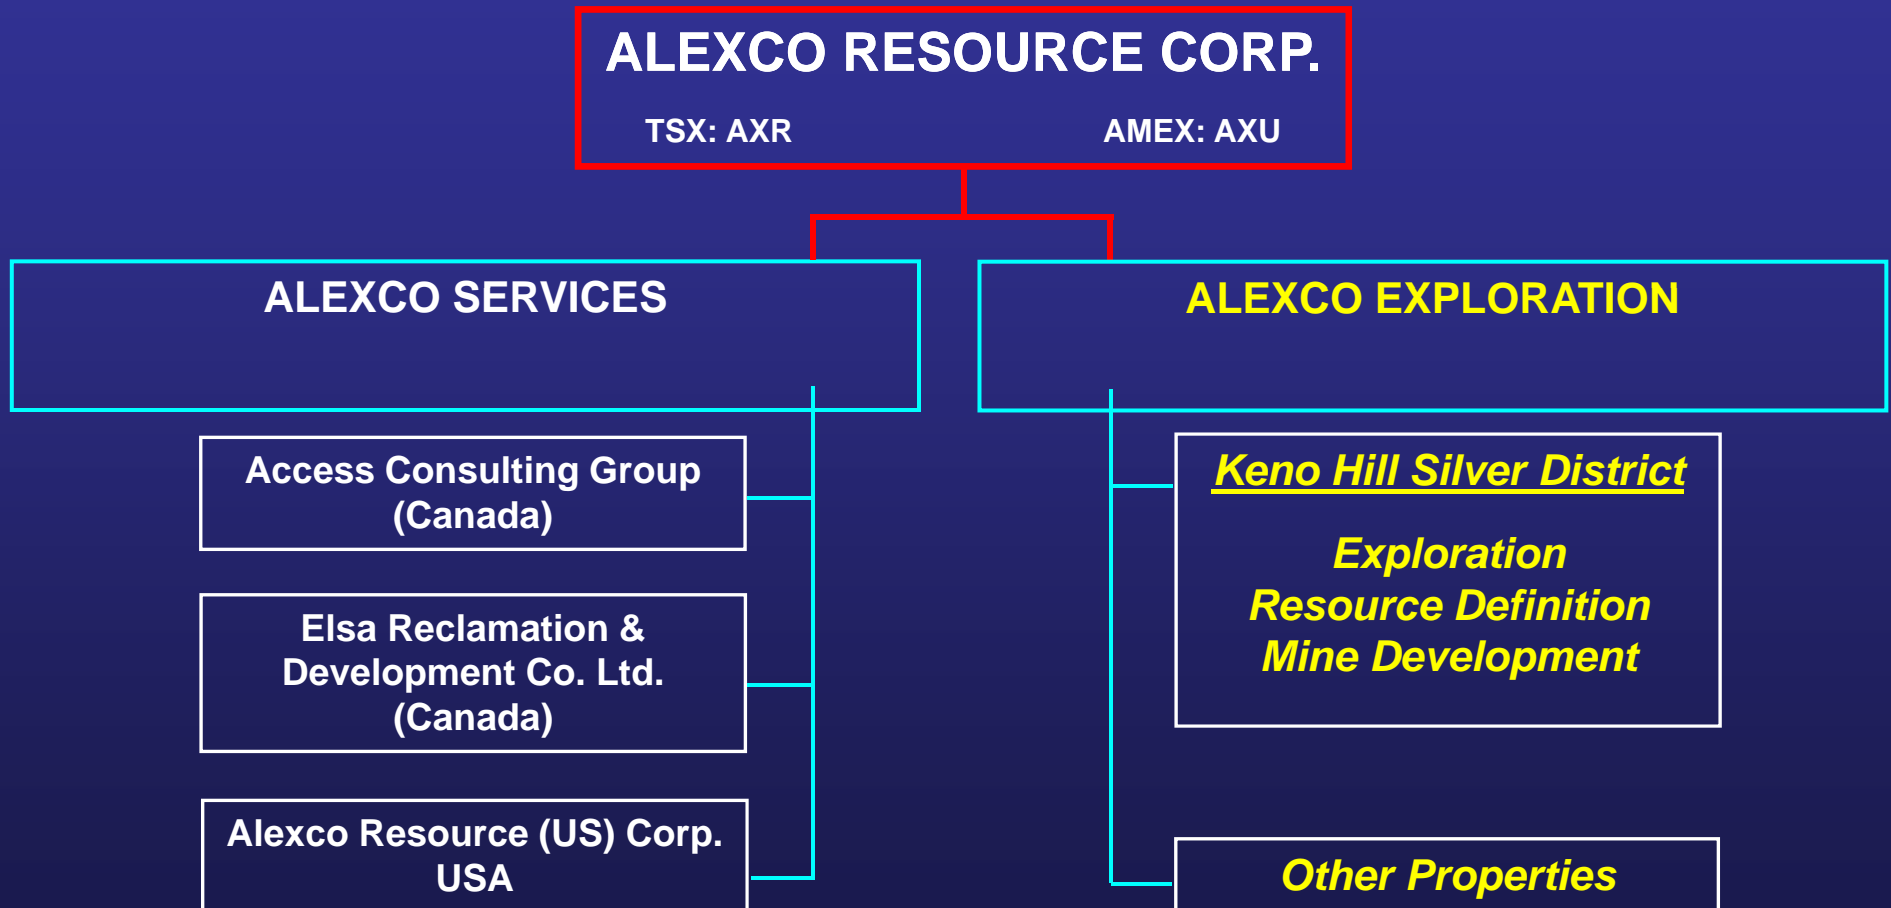 ALEXCO RESOURCE CORP.
TSX: AXR AMEX: AXU
ALEXCO SERVICES
Access Consulting Group
(Canada)
Elsa Reclamation &
Development Co. Ltd.
(Canada)
Alexco Resource (US) Corp.
USA
ALEXCO EXPLORATION
Keno Hill Silver District
Exploration
Resource Definition
Mine Development
Other Properties